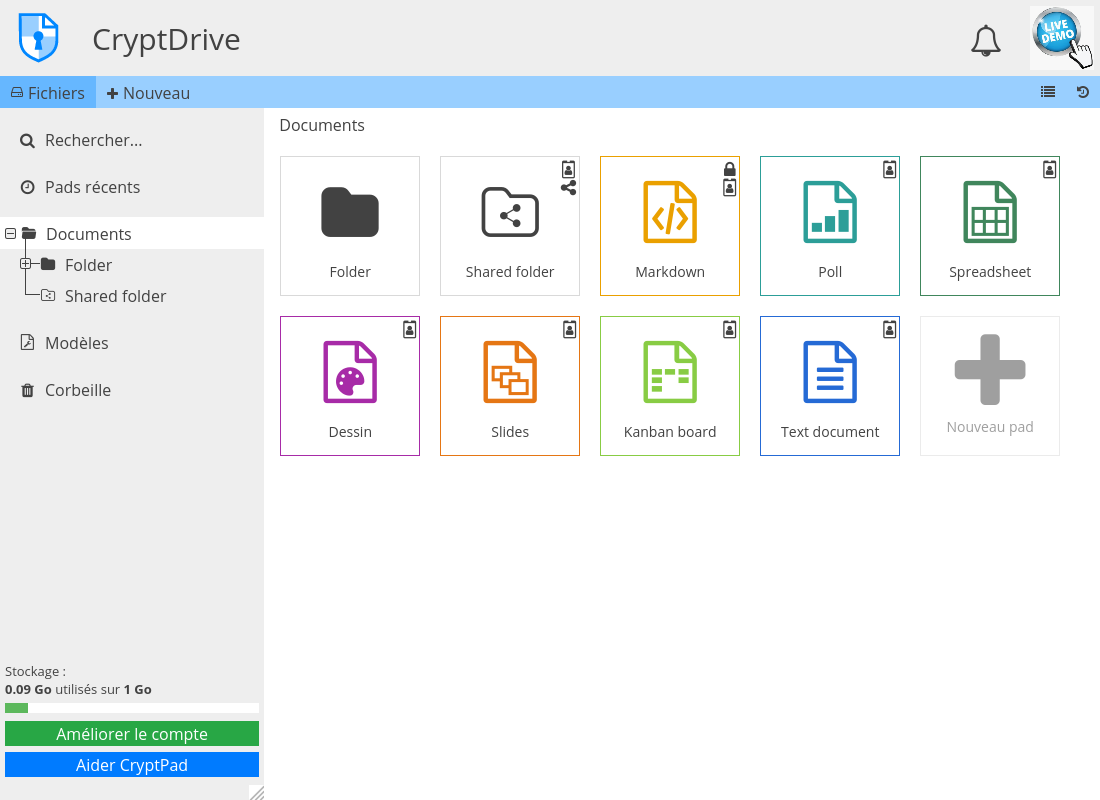 CryptDrive
LIVE
DEMO
Fichiers
Nouveau
Rechercher...
Pads récents
Documents
Folder
Shared folder
Modèles
Corbeille
Stockage :
0.09 Go utilisés sur 1 Go
Améliorer le compte
Aider CryptPad
Documents
Folder
Shared folder
Markdown
Poll
Spreadsheet
Dessin
Slides
Kanban board
Text document
Nouveau pad